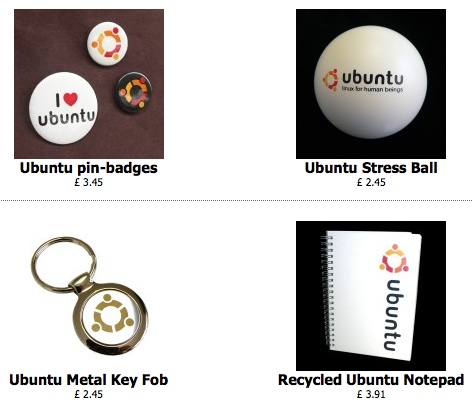 I ♥
ubuntu
ubuntu
linux for human beings
Ubuntu pin-badges
£ 3.45
Ubuntu Stress Ball
£ 2.45
ubuntu
Ubuntu Metal Key Fob
£ 2.45
Recycled Ubuntu Notepad
£ 3.91